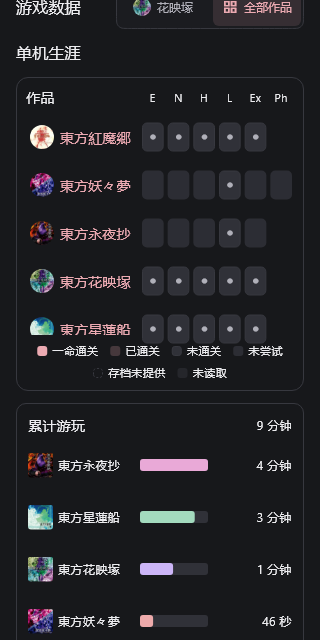 游戏数据 花映塚 全部作品
单机生涯
作品 E N H L Ex Ph
東方紅魔郷
東方妖々夢
東方永夜抄
東方花映塚
東方星蓮船
一命通关 已通关 未通关 未尝试
存档未提供 未读取
累计游玩 9 分钟
東方永夜抄 4 分钟
東方星蓮船 3 分钟
東方花映塚 1 分钟
東方妖々夢 46 秒